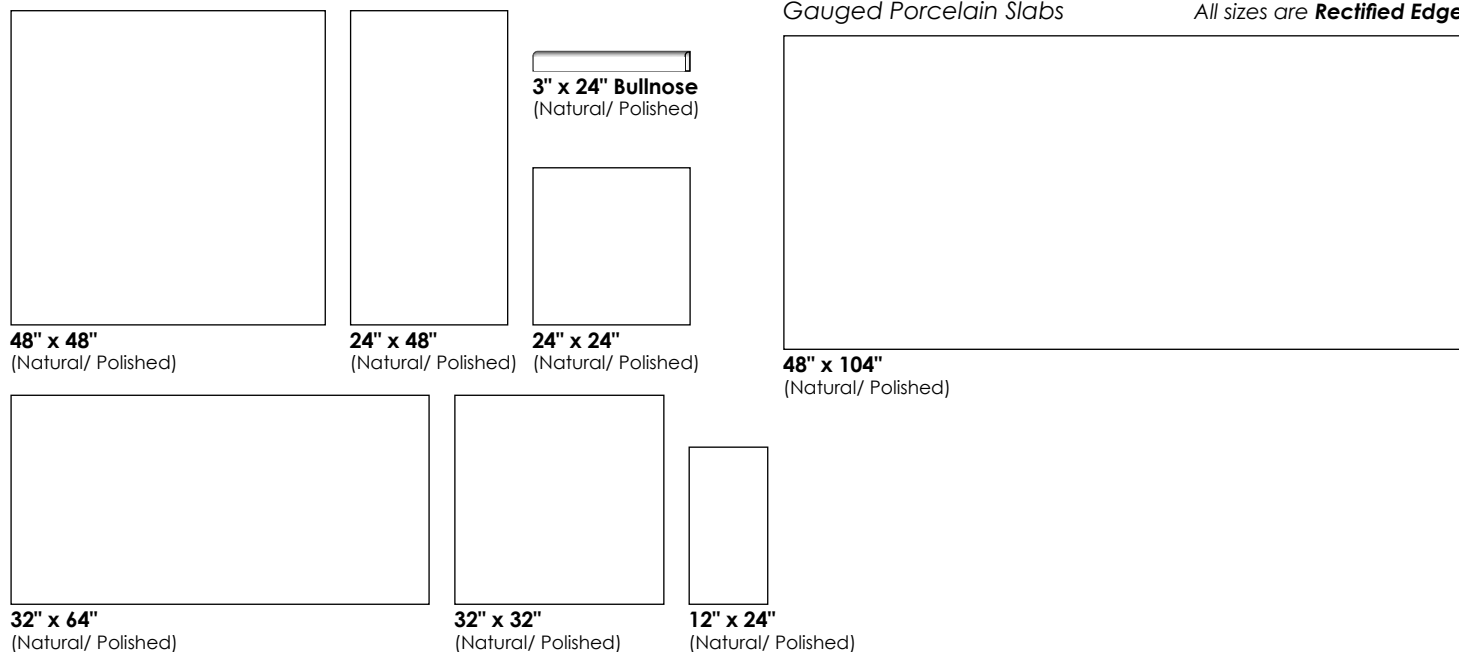 Gauged Porcelain Slabs
All sizes are Rectified Edge
3" x 24" Bullnose
(Natural/ Polished)
48" x 48"
(Natural/ Polished)
24" x 48"
(Natural/ Polished)
24" x 24"
(Natural/ Polished)
48" x 104"
(Natural/ Polished)
32" x 64"
(Natural/ Polished)
32" x 32"
(Natural/ Polished)
12" x 24"
(Natural/ Polished)